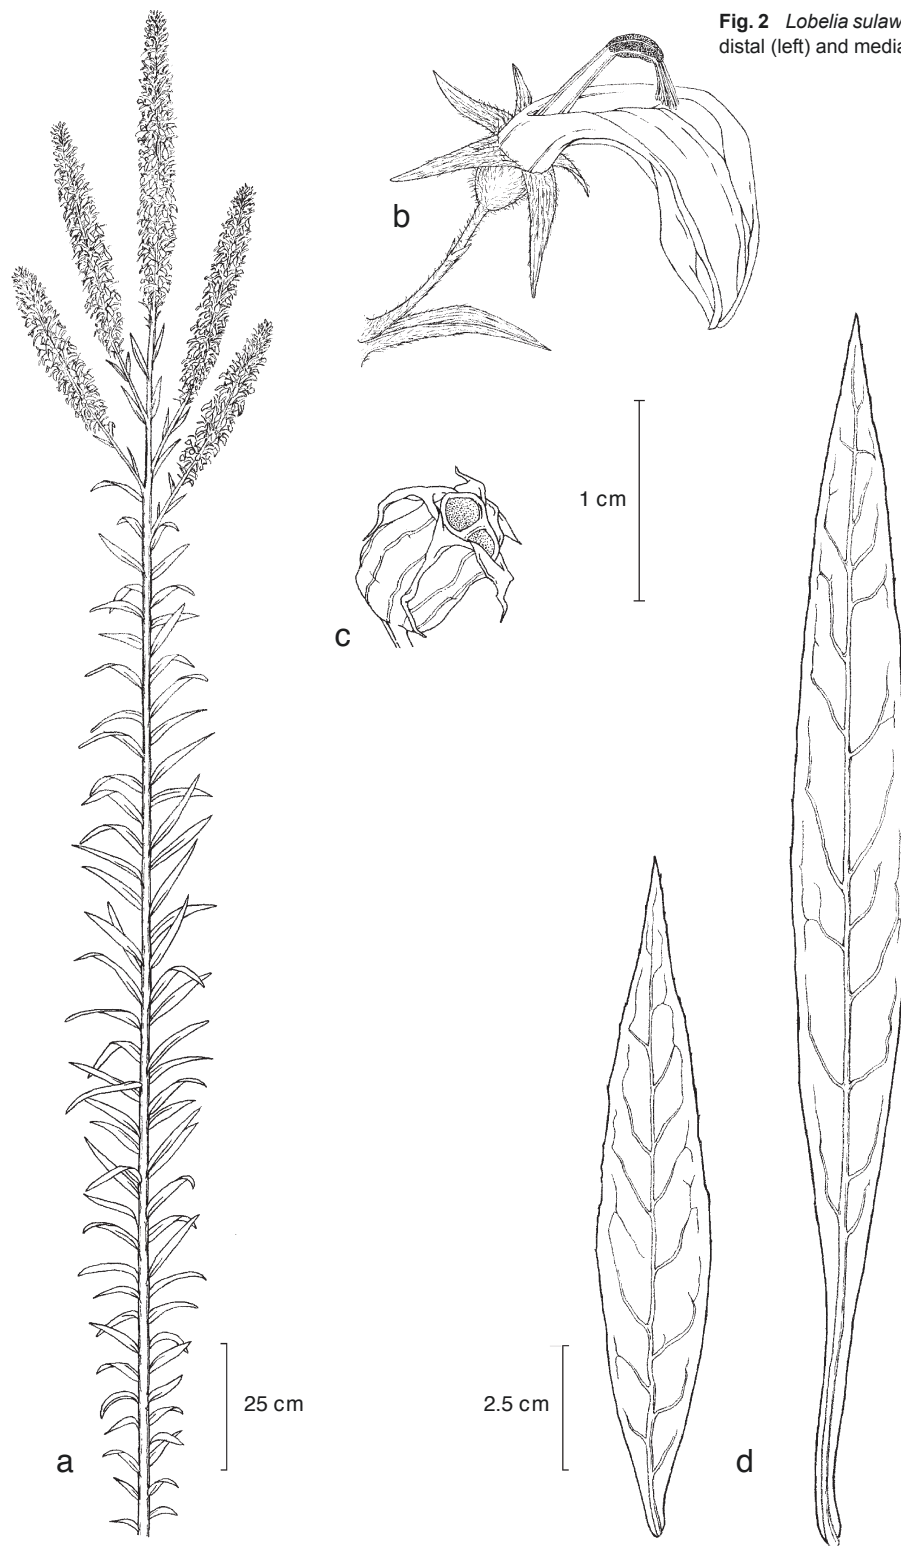 Fig. 2 Lobelia sulaw
distal (left) and media
b
1 cm
c
25 cm
2.5 cm
a
d